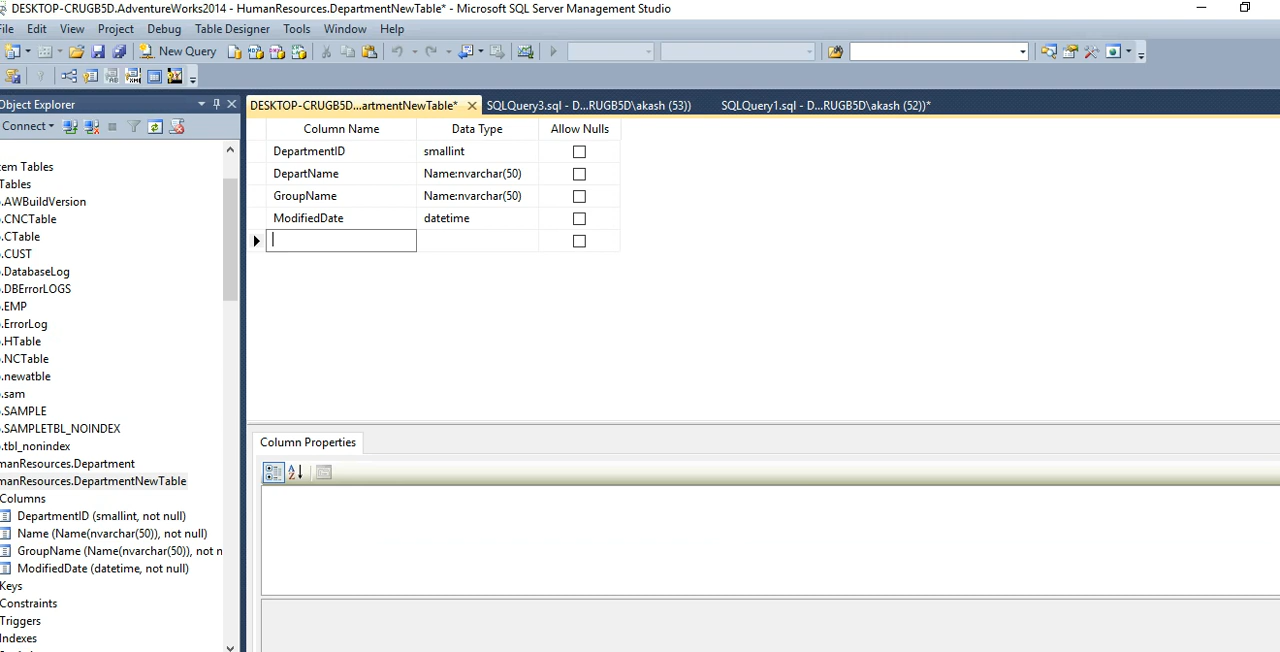 DESKTOP-CRUGB5D.AdventureWorks2014 - HumanResources.DepartmentNewTable* - Microsoft SQL Server Management Studio
File Edit View Project Debug Table Designer Tools Window Help
New Query
Object Explorer
Connect
DESKTOP-CRUGB5D...artmentNewTable* SQLQuery3.sql - D...RUGB5D\akash (53)) SQLQuery1.sql - D...RUGB5D\akash (52))*
Column Name Data Type Allow Nulls
DepartmentID smallint
DepartName Name:nvarchar(50)
GroupName Name:nvarchar(50)
ModifiedDate datetime
em Tables
Tables
.AWBuildVersion
.CNCTable
.CTable
.CUST
.DatabaseLog
.DBErrorLOGS
.EMP
.ErrorLog
.HTable
.NCTable
.newatble
.sam
.SAMPLE
.SAMPLETBL_NOINDEX
.tbl_nonindex
manResources.Department
manResources.DepartmentNewTable
Columns
DepartmentID (smallint, not null)
Name (Name(nvarchar(50)), not null)
GroupName (Name(nvarchar(50)), not n
ModifiedDate (datetime, not null)
Keys
Constraints
Triggers
Indexes
Column Properties